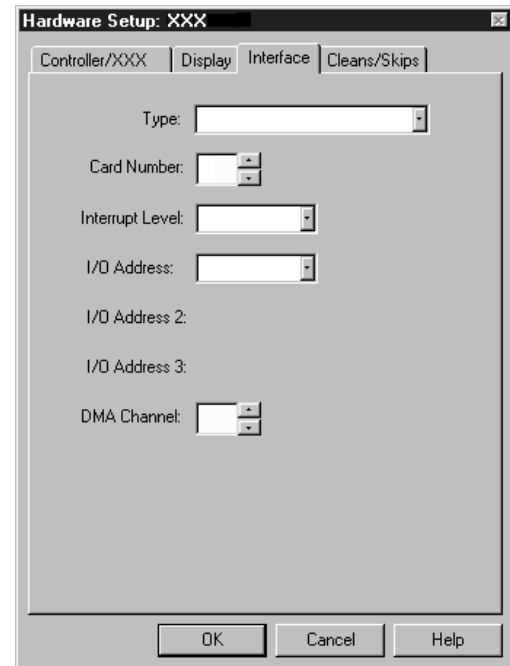 Hardware Setup: XXX
Controller/XXX Display Interface Cleans/Skips
Type:
Card Number:
Interrupt Level:
I/O Address:
I/O Address 2:
I/O Address 3:
DMA Channel:
OK Cancel Help